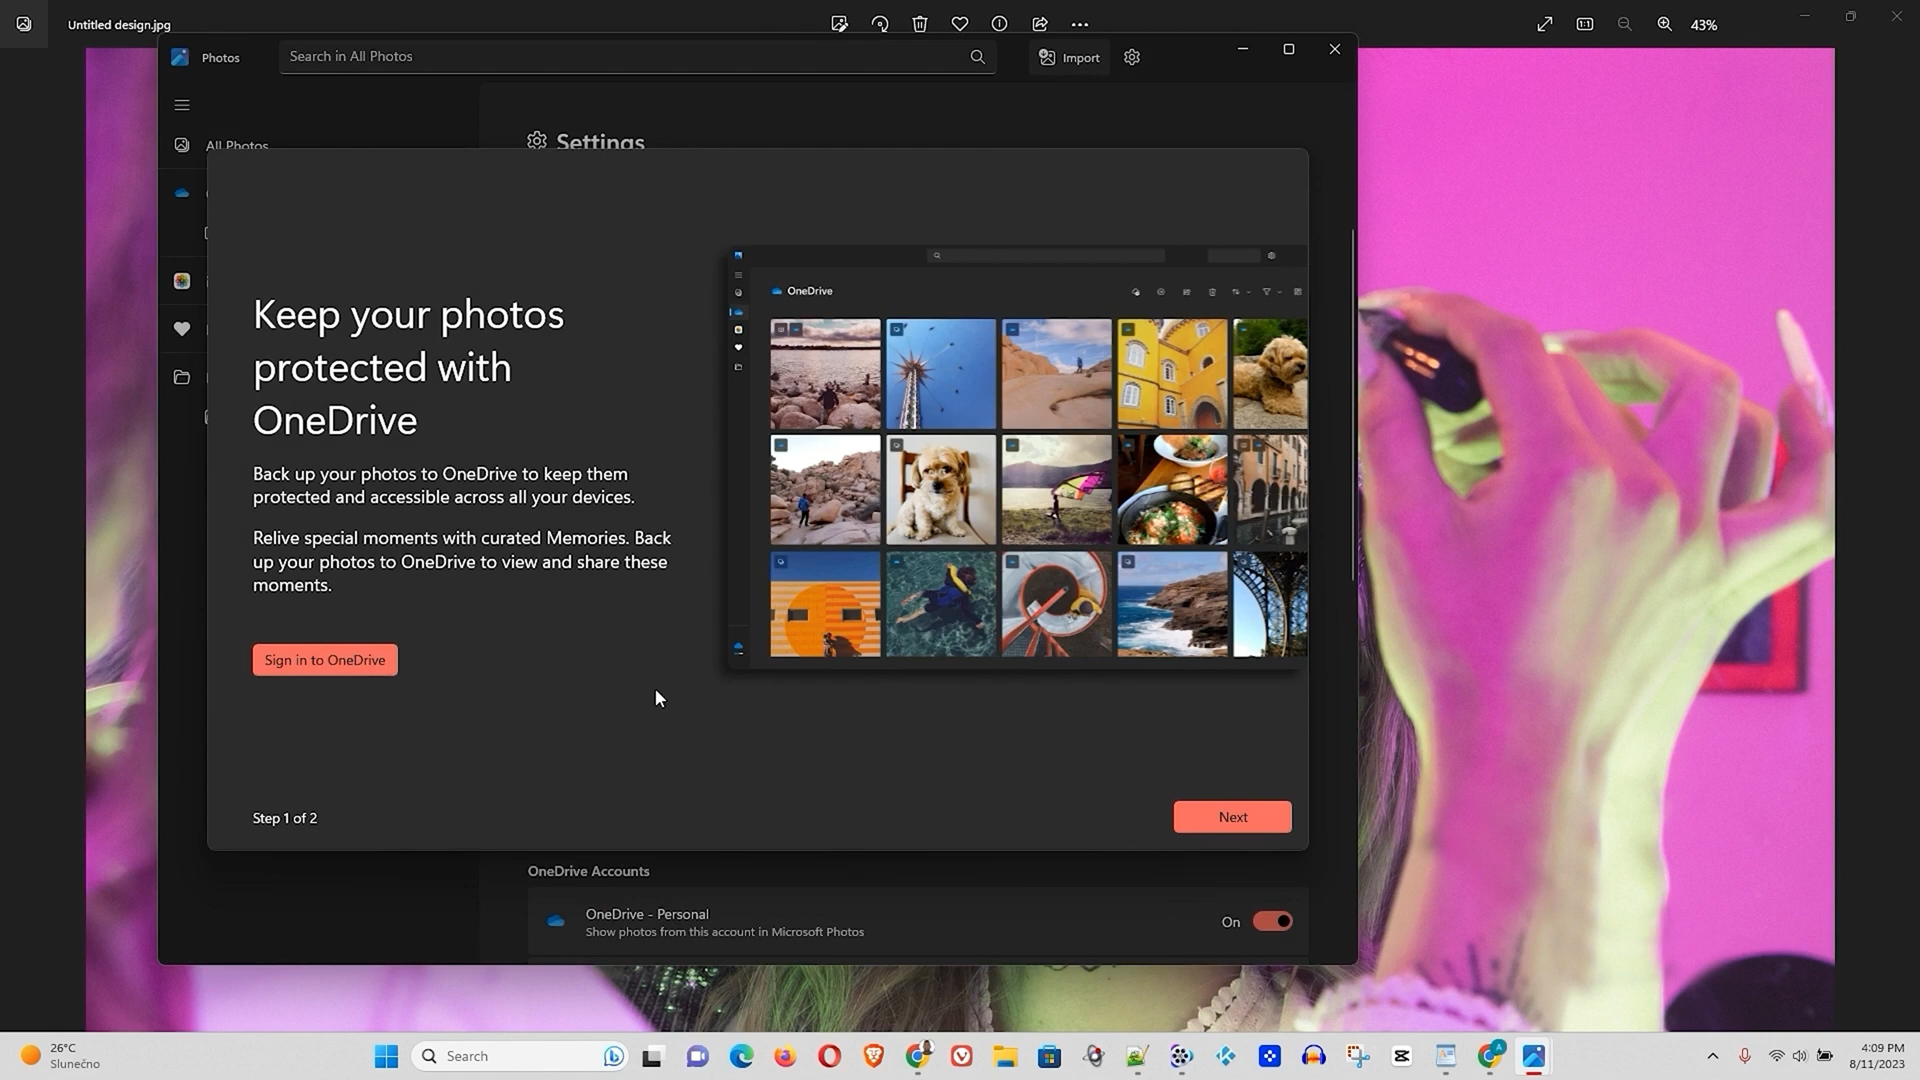 Untitled design.jpg
43%
Photos
Search in All Photos
Import
All Photos
Settings
Keep your photos
protected with
OneDrive
Back up your photos to OneDrive to keep them
protected and accessible across all your devices.
Relive special moments with curated Memories. Back
up your photos to OneDrive to view and share these
moments.
Sign in to OneDrive
OneDrive
Step 1 of 2
Next
OneDrive Accounts
OneDrive - Personal
Show photos from this account in Microsoft Photos
On
26°C
Slunečno
Search
4:09 PM
8/11/2023